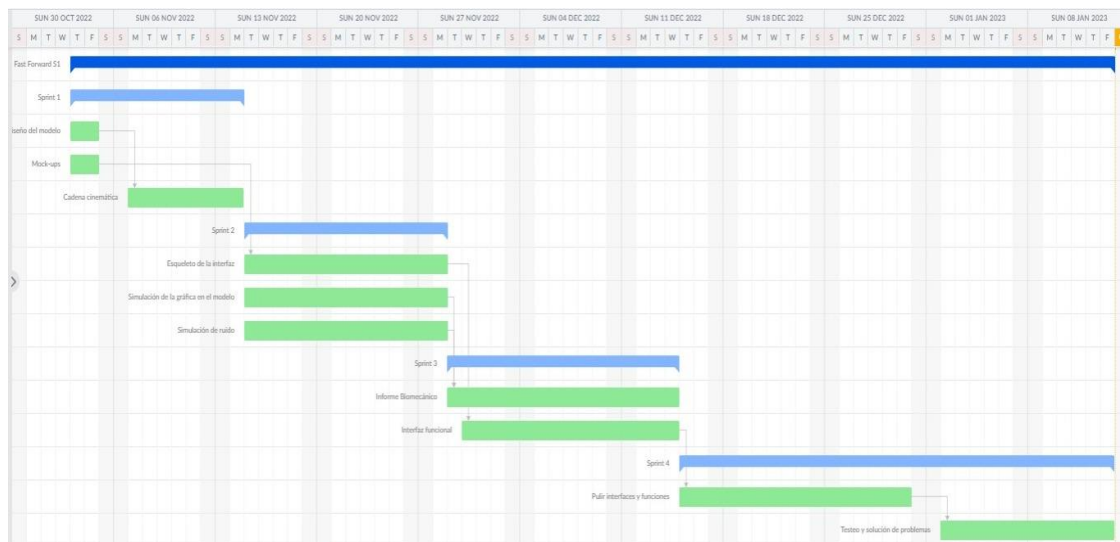 SUN 30 OCT 2022 SUN 06 NOV 2022 SUN 13 NOV 2022 SUN 20 NOV 2022 SUN 27 NOV 2022 SUN 04 DEC 2022 SUN 11 DEC 2022 SUN 18 DEC 2022 SUN 25 DEC 2022 SUN 01 JAN 2023 SUN 08 JAN 2023
S M T W T F S S M T W T F S S M T W T F S S M T W T F S S M T W T F S S M T W T F S S M T W T F S S M T W T F S S M T W T F S S M T W T F S S M T W T F
Fast Forward S1
Sprint 1
iseño del modelo
Mock-ups
Cadena cinemática
Sprint 2
Esqueleto de la interfaz
Simulación de la gráfica en el modelo
Simulación de ruido
Sprint 3
Informe Biomecánico
Interfaz funcional
Sprint 4
Pulir interfaces y funciones
Testeo y solución de problemas